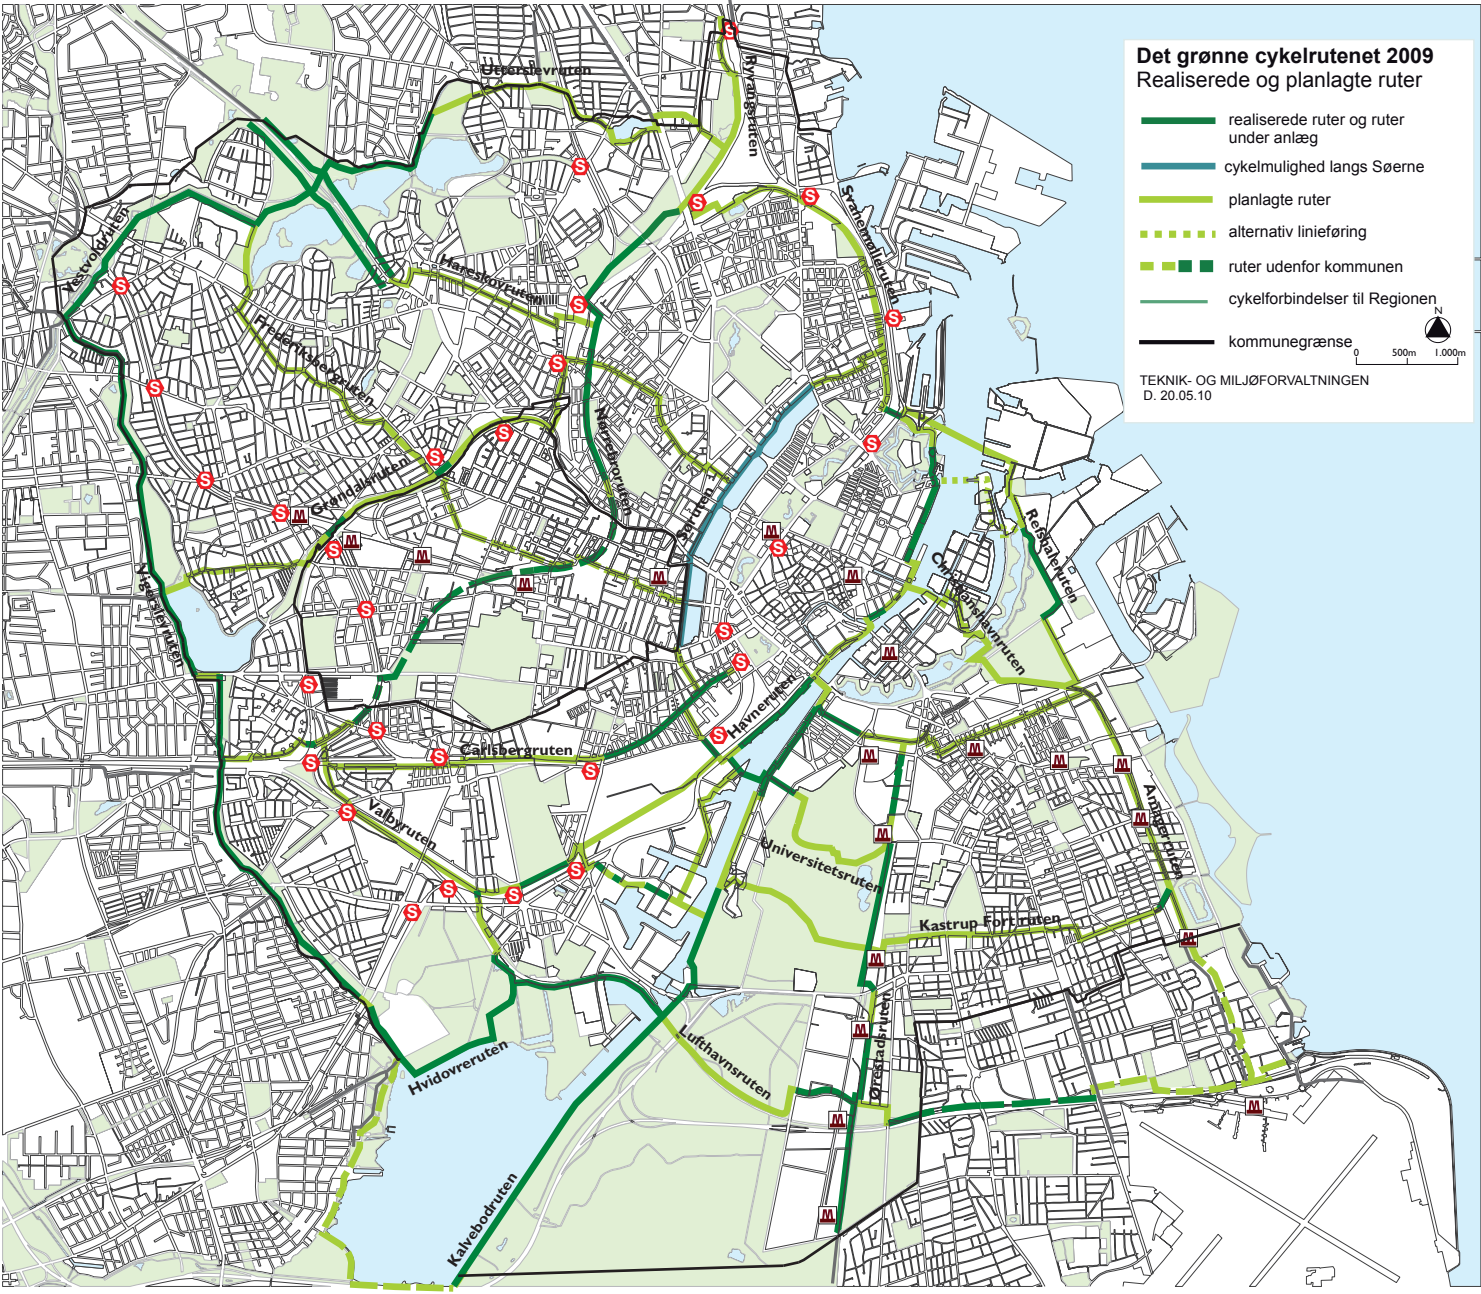 Det grønne cykelrutenet 2009
Realiserede og planlagte ruter
realiserede ruter og ruter
under anlæg
cykelmulighed langs Søerne
planlagte ruter
alternativ linieføring
ruter udenfor kommunen
cykelforbindelser til Regionen
kommunegrænse
N
0 500m 1.000m
TEKNIK- OG MILJØFORVALTNINGEN
D. 20.05.10
Utterslevruten
Ryvangsruten
Svanemølleruten
Vestvoldruten
Hareskovruten
Frederiksbergruten
Nørrebroruten
Grøndalsruten
Søruten
Refshaleruten
Christianshavnruten
Vigerslevruten
Havneruten
Carlsbergruten
Valbyruten
Universitetsruten
Amagerruten
Kastrup Fort ruten
Ørestadsruten
Lufthavnsruten
Hvidovreruten
Kalvebodruten